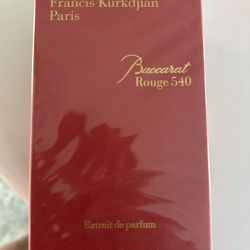 Francis Kurkdjian
Paris
Baccarat
Rouge 540
Extrait de parfum